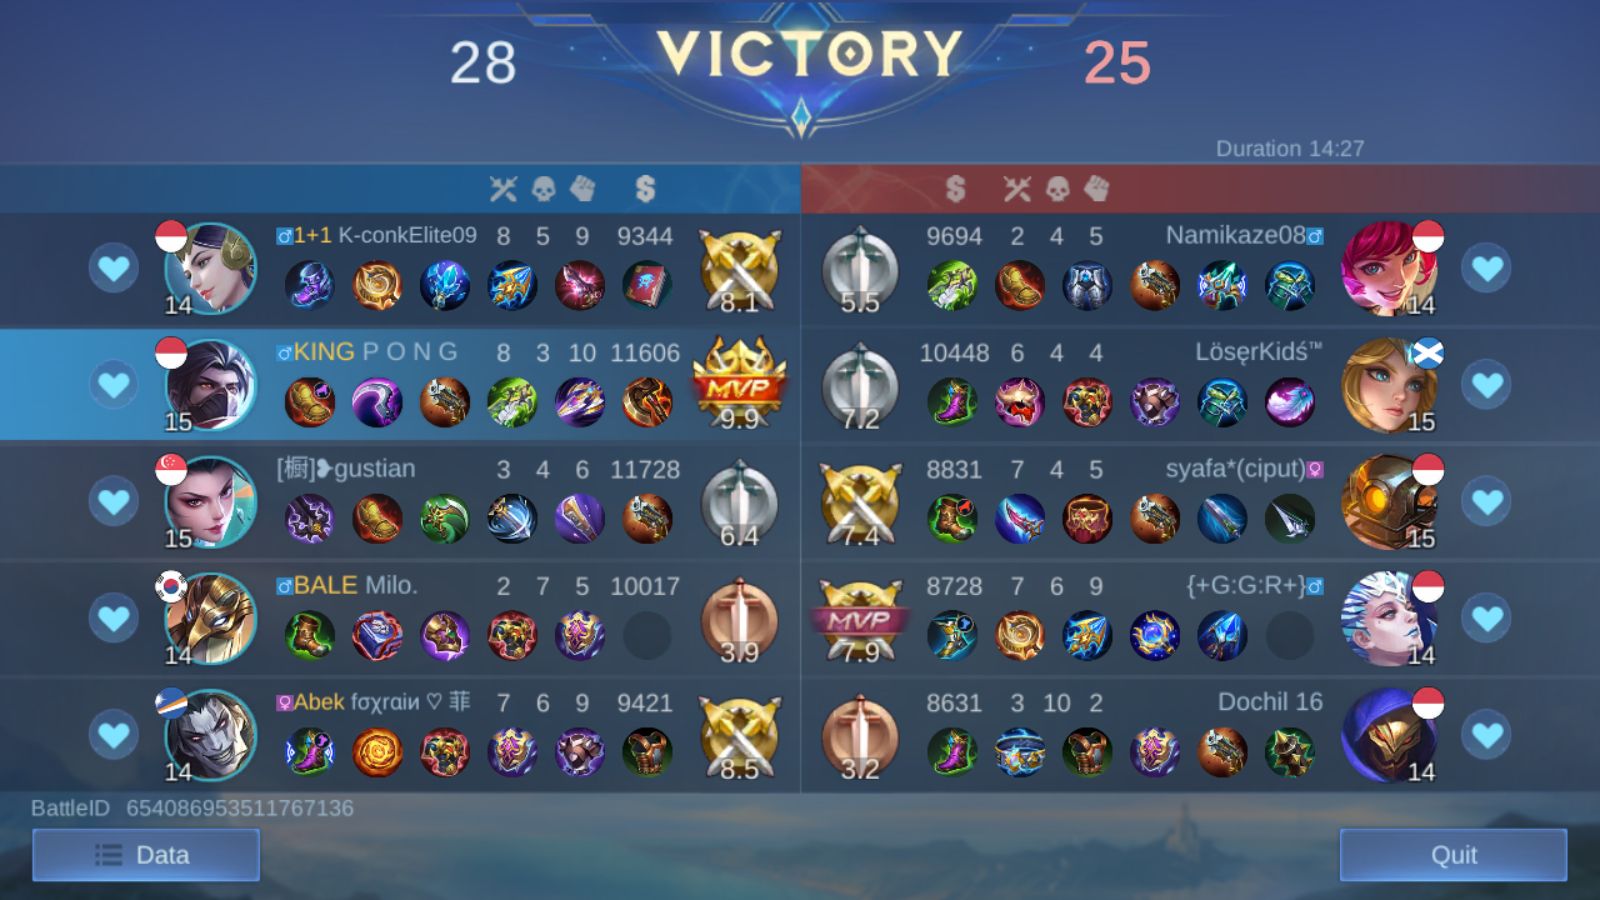 28 VICTORY 25
Duration 14:27
1+1 K-conkElite09 8 5 9 9344
14 8.1
9694 2 4 5 Namikaze08
5.5 14
KING P O N G 8 3 10 11606
15 MVP 9.9
10448 6 4 4 LösęrKidś™
7.2 15
[橱]❥gustian 3 4 6 11728
15 6.4
8831 7 4 5 syafa*(ciput)
7.4 15
BALE Milo. 2 7 5 10017
14 3.9
8728 7 6 9 {+G:G:R+}
MVP 7.9 14
Abek fσχrαiи ♡ 菲 7 6 9 9421
14 8.5
8631 3 10 2 Dochil 16
3.2 14
BattleID 654086953511767136
Data
Quit